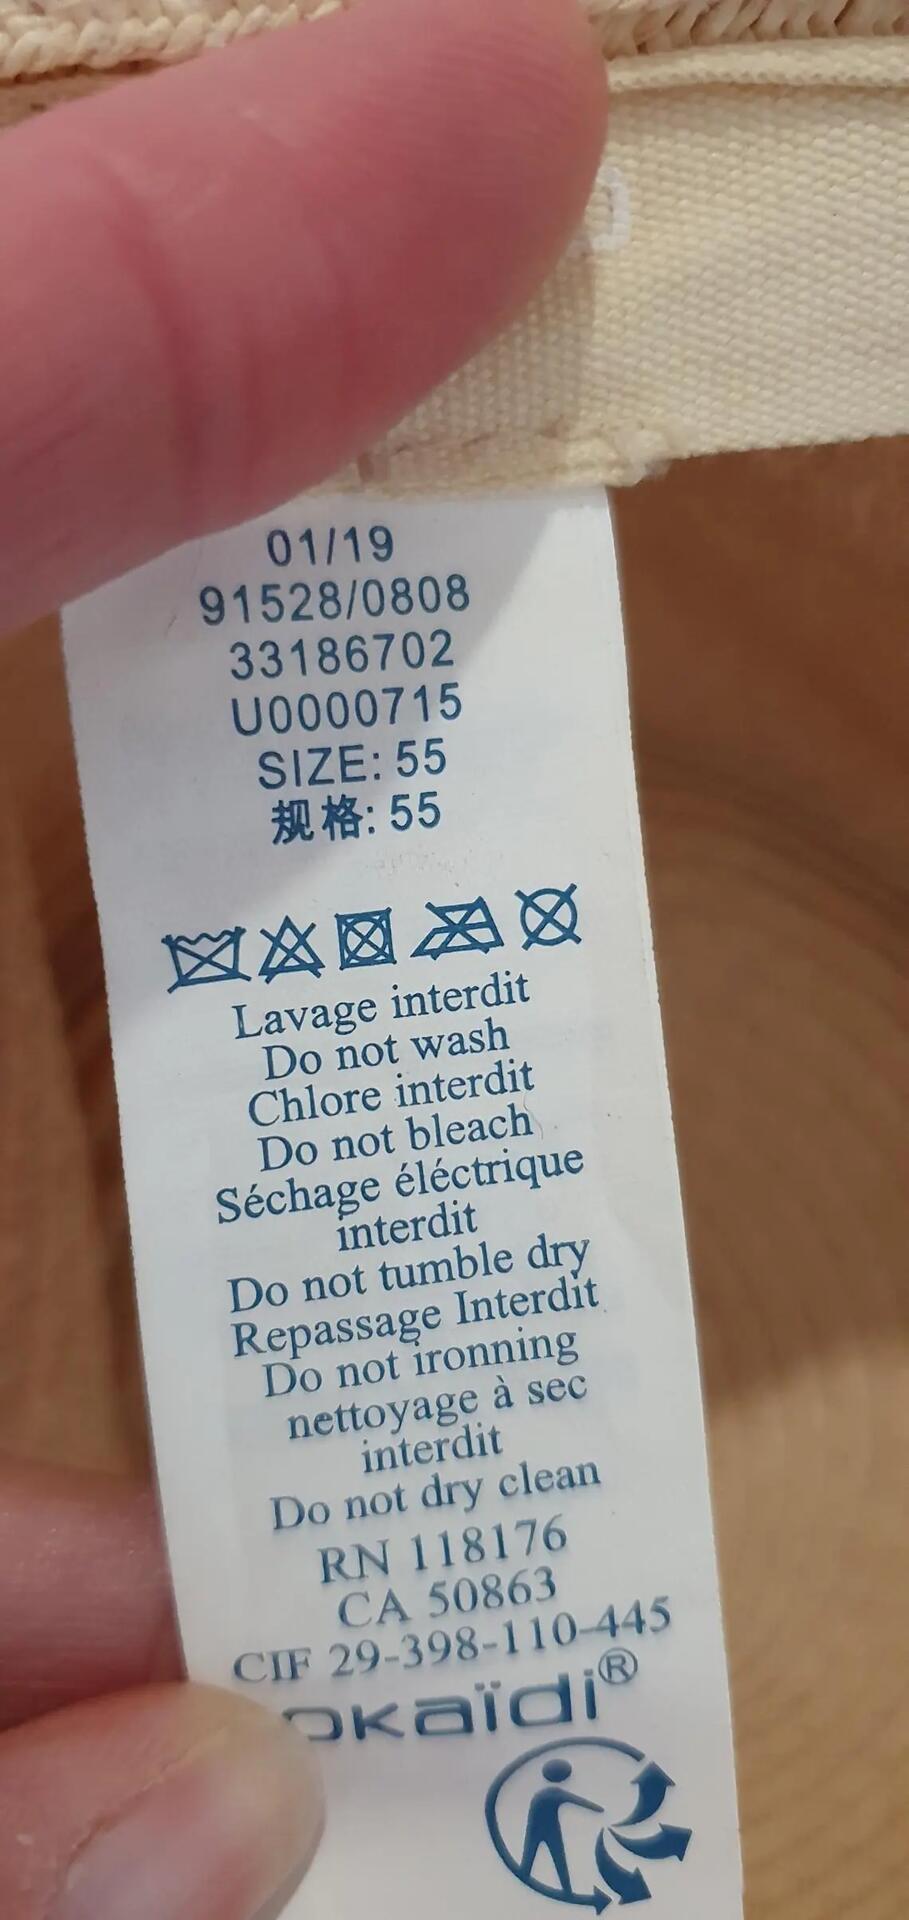 01/19
91528/0808
33186702
U0000715
SIZE: 55
规格: 55
Lavage interdit
Do not wash
Chlore interdit
Do not bleach
Séchage éléctrique
interdit
Do not tumble dry
Repassage Interdit
Do not ironning
nettoyage à sec
interdit
Do not dry clean
RN 118176
CA 50863
CIF 29-398-110-445
okaïdi®